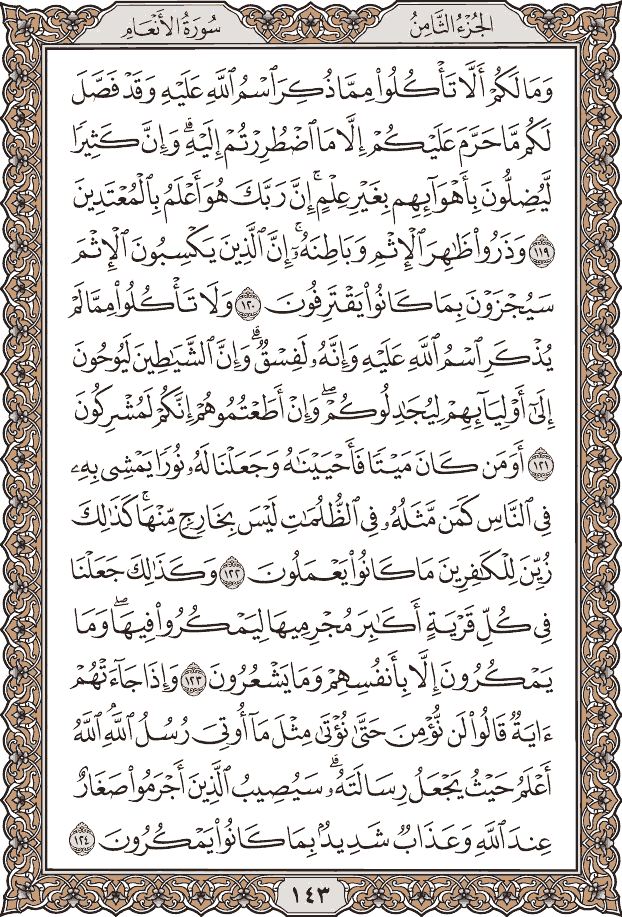 الجُزْءُ الثَّامِنُ
سُورَةُ الأَنْعَامِ
وَمَا لَكُمْ أَلَّا تَأْكُلُوا۟ مِمَّا ذُكِرَ ٱسْمُ ٱللَّهِ عَلَيْهِ وَقَدْ فَصَّلَ
لَكُم مَّا حَرَّمَ عَلَيْكُمْ إِلَّا مَا ٱضْطُرِرْتُمْ إِلَيْهِ ۗ وَإِنَّ كَثِيرًا
لَّيُضِلُّونَ بِأَهْوَآئِهِم بِغَيْرِ عِلْمٍ ۚ إِنَّ رَبَّكَ هُوَ أَعْلَمُ بِٱلْمُعْتَدِينَ
١١٩ وَذَرُوا۟ ظَٰهِرَ ٱلْإِثْمِ وَبَاطِنَهُۥٓ ۚ إِنَّ ٱلَّذِينَ يَكْسِبُونَ ٱلْإِثْمَ
سَيُجْزَوْنَ بِمَا كَانُوا۟ يَقْتَرِفُونَ ١٢٠ وَلَا تَأْكُلُوا۟ مِمَّا لَمْ
يُذْكَرِ ٱسْمُ ٱللَّهِ عَلَيْهِ وَإِنَّهُۥ لَفِسْقٌ ۗ وَإِنَّ ٱلشَّيَٰطِينَ لَيُوحُونَ
إِلَىٰٓ أَوْلِيَآئِهِمْ لِيُجَٰدِلُوكُمْ ۖ وَإِنْ أَطَعْتُمُوهُمْ إِنَّكُمْ لَمُشْرِكُونَ
١٢١ أَوَمَن كَانَ مَيْتًا فَأَحْيَيْنَٰهُ وَجَعَلْنَا لَهُۥ نُورًا يَمْشِى بِهِۦ
فِى ٱلنَّاسِ كَمَن مَّثَلُهُۥ فِى ٱلظُّلُمَٰتِ لَيْسَ بِخَارِجٍ مِّنْهَا ۚ كَذَٰلِكَ
زُيِّنَ لِلْكَٰفِرِينَ مَا كَانُوا۟ يَعْمَلُونَ ١٢٢ وَكَذَٰلِكَ جَعَلْنَا
فِى كُلِّ قَرْيَةٍ أَكَٰبِرَ مُجْرِمِيهَا لِيَمْكُرُوا۟ فِيهَا ۖ وَمَا
يَمْكُرُونَ إِلَّا بِأَنفُسِهِمْ وَمَا يَشْعُرُونَ ١٢٣ وَإِذَا جَآءَتْهُمْ
ءَايَةٌ قَالُوا۟ لَن نُّؤْمِنَ حَتَّىٰ نُؤْتَىٰ مِثْلَ مَآ أُوتِىَ رُسُلُ ٱللَّهِ ۘ ٱللَّهُ
أَعْلَمُ حَيْثُ يَجْعَلُ رِسَالَتَهُۥ ۗ سَيُصِيبُ ٱلَّذِينَ أَجْرَمُوا۟ صَغَارٌ
عِندَ ٱللَّهِ وَعَذَابٌ شَدِيدٌۢ بِمَا كَانُوا۟ يَمْكُرُونَ ١٢٤
١٤٣